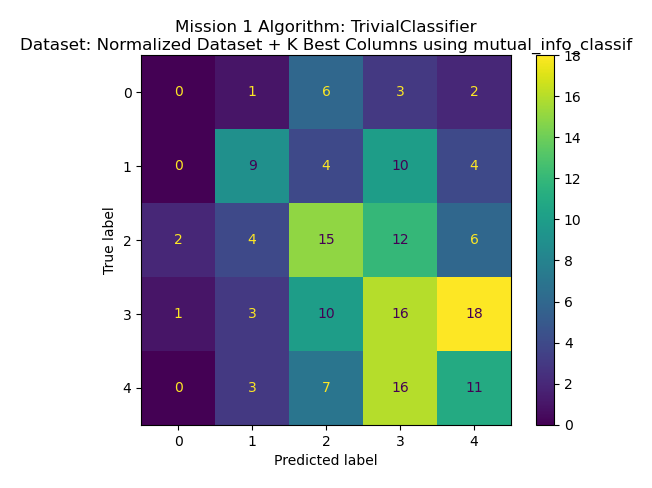 Mission 1 Algorithm: TrivialClassifier
Dataset: Normalized Dataset + K Best Columns using mutual_info_classif
0 0 1 6 3 2
1 0 9 4 10 4
2 2 4 15 12 6
3 1 3 10 16 18
4 0 3 7 16 11
0 1 2 3 4
True label
Predicted label
18
16
14
12
10
8
6
4
2
0